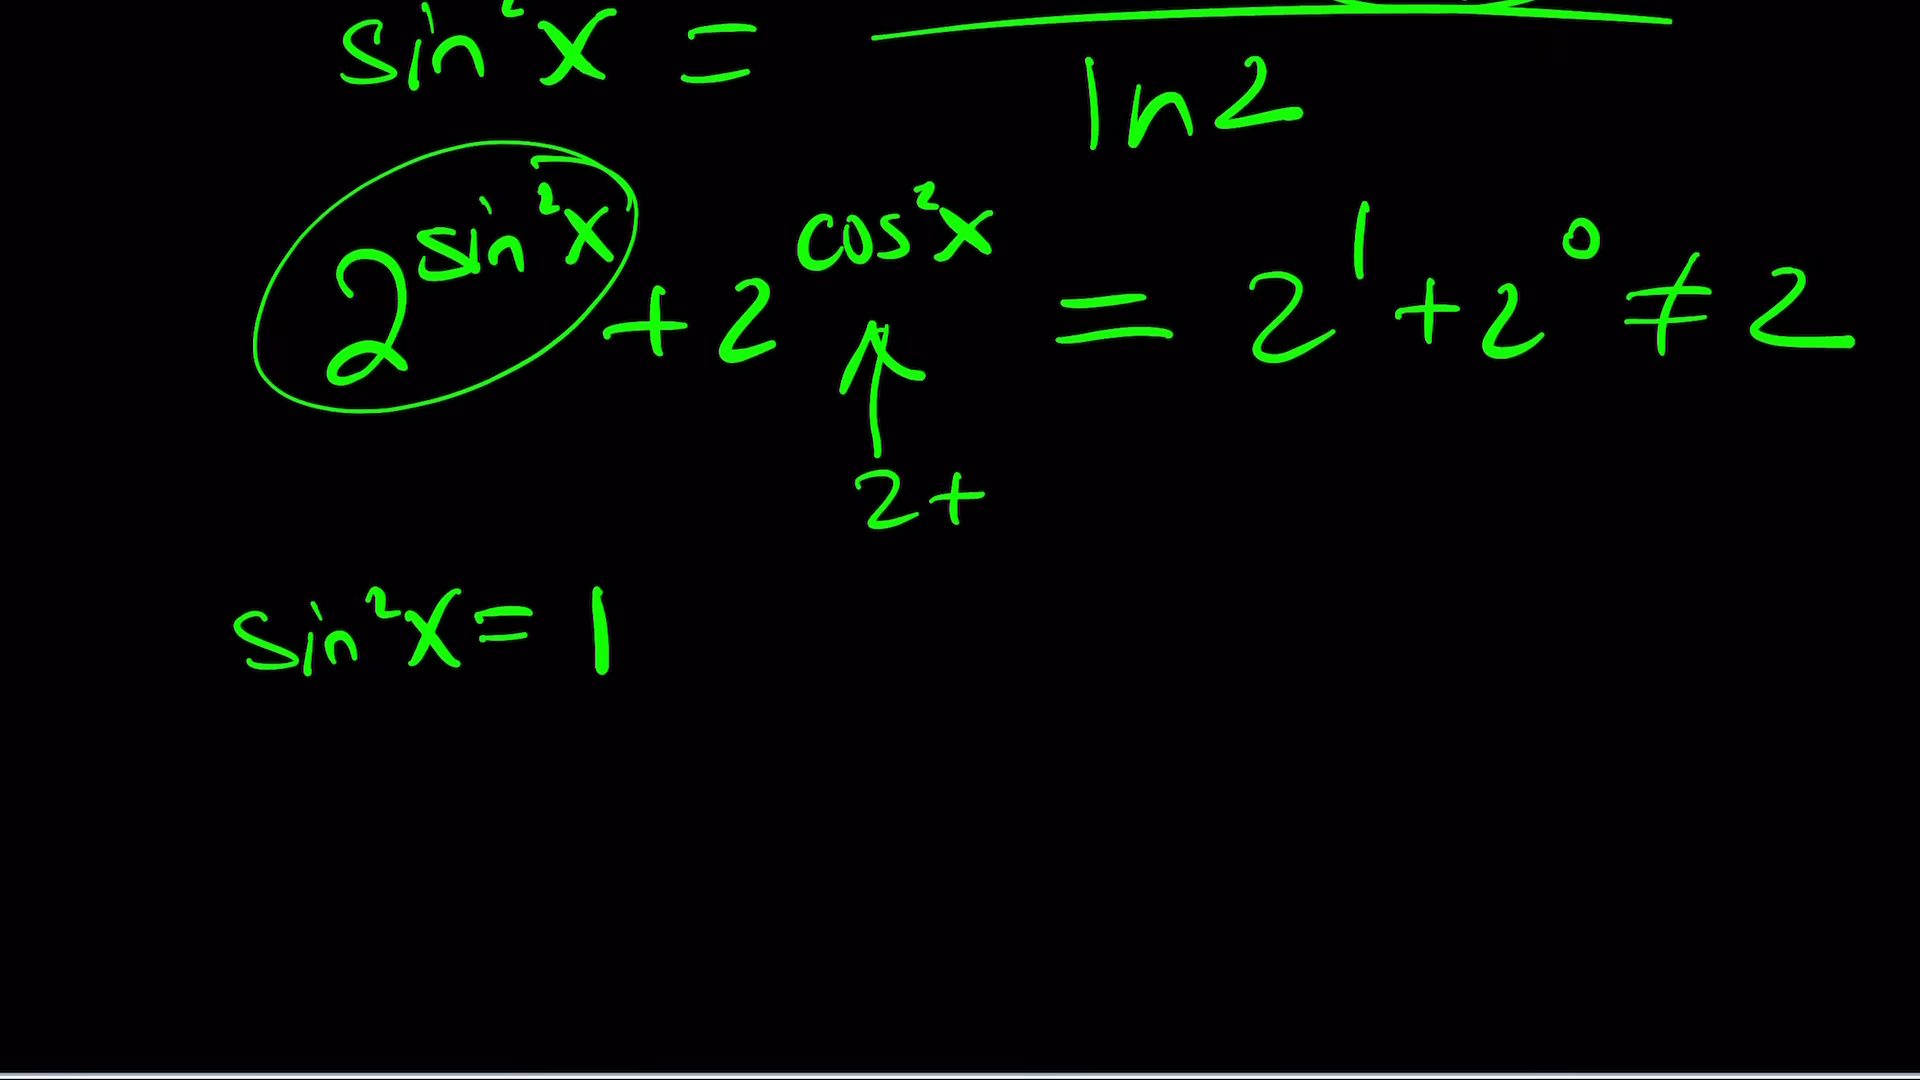 sin²x = ln2
2^sin²x + 2^cos²x = 2¹ + 2⁰ ≠ 2
2+
sin²x = 1